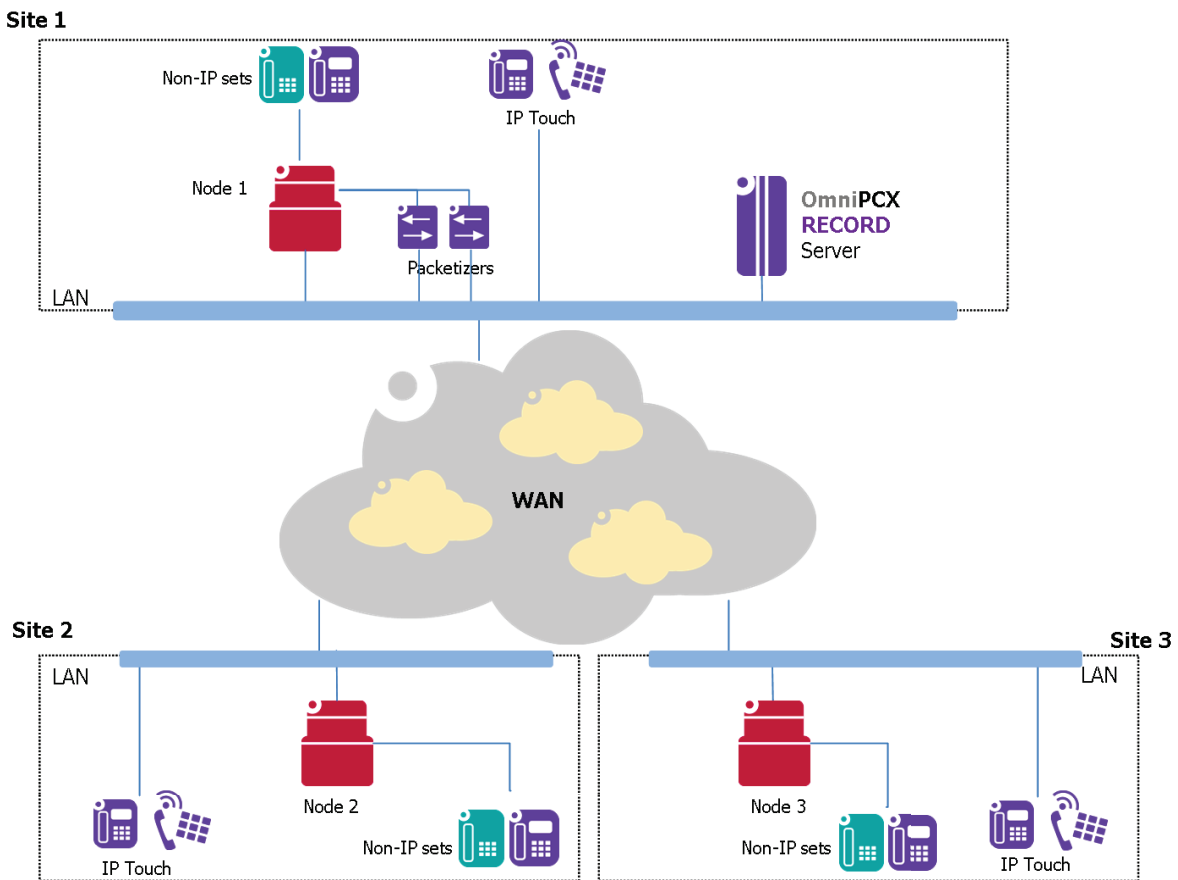 Site 1
Non-IP sets
IP Touch
Node 1
OmniPCX
RECORD
Server
Packetizers
LAN
WAN
Site 2
Site 3
LAN
LAN
Node 2
Node 3
Non-IP sets
Non-IP sets
IP Touch
IP Touch